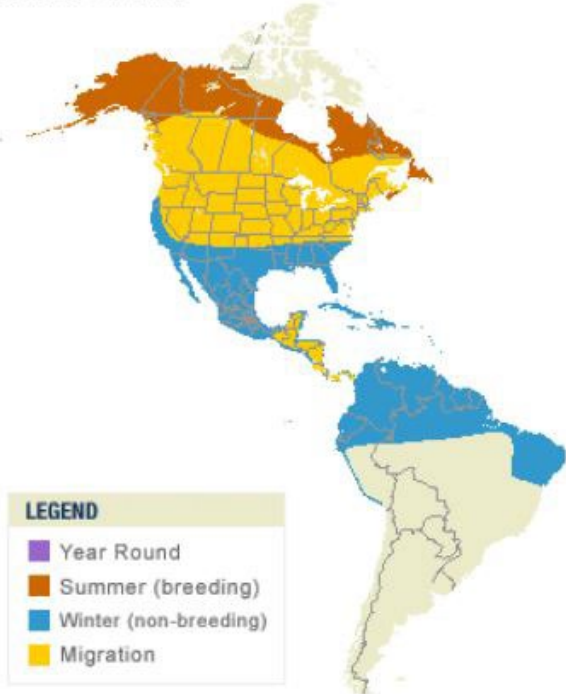 LEGEND
Year Round
Summer (breeding)
Winter (non-breeding)
Migration